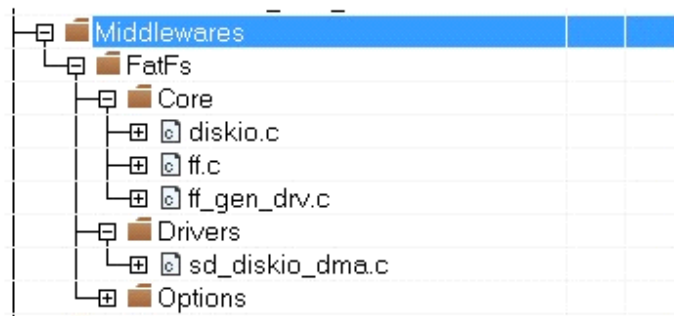 Middlewares
FatFs
Core
diskio.c
ff.c
ff_gen_drv.c
Drivers
sd_diskio_dma.c
Options